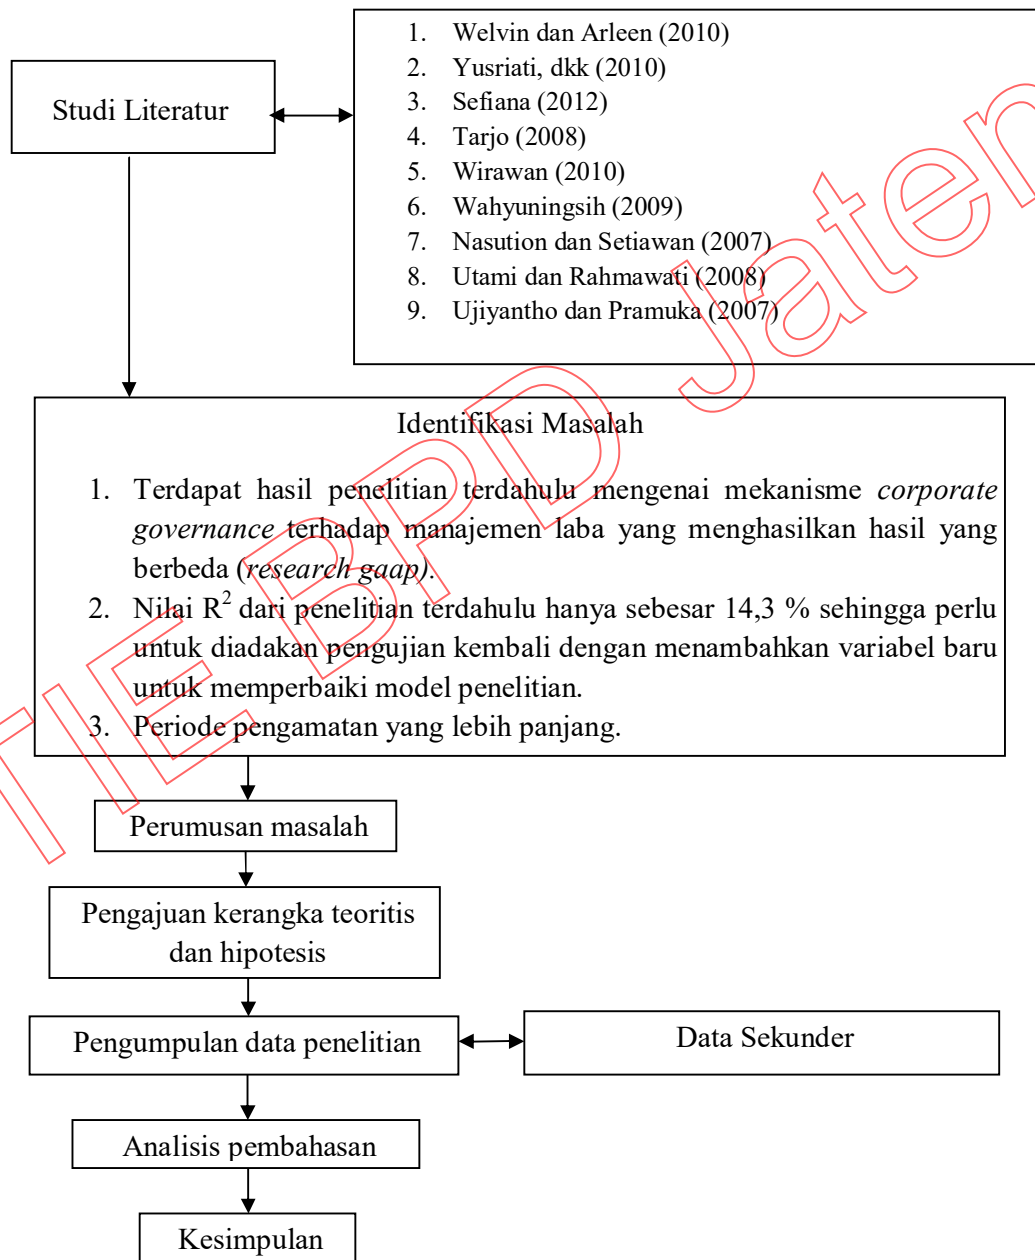 Studi Literatur
1. Welvin dan Arleen (2010)
2. Yusriati, dkk (2010)
3. Sefiana (2012)
4. Tarjo (2008)
5. Wirawan (2010)
6. Wahyuningsih (2009)
7. Nasution dan Setiawan (2007)
8. Utami dan Rahmawati (2008)
9. Ujiyantho dan Pramuka (2007)
Identifikasi Masalah
1. Terdapat hasil penelitian terdahulu mengenai mekanisme corporate
governance terhadap manajemen laba yang menghasilkan hasil yang
berbeda (research gaap).
2. Nilai R² dari penelitian terdahulu hanya sebesar 14,3 % sehingga perlu
untuk diadakan pengujian kembali dengan menambahkan variabel baru
untuk memperbaiki model penelitian.
3. Periode pengamatan yang lebih panjang.
Perumusan masalah
Pengajuan kerangka teoritis
dan hipotesis
Pengumpulan data penelitian
Data Sekunder
Analisis pembahasan
Kesimpulan
TIE BPD Jaten